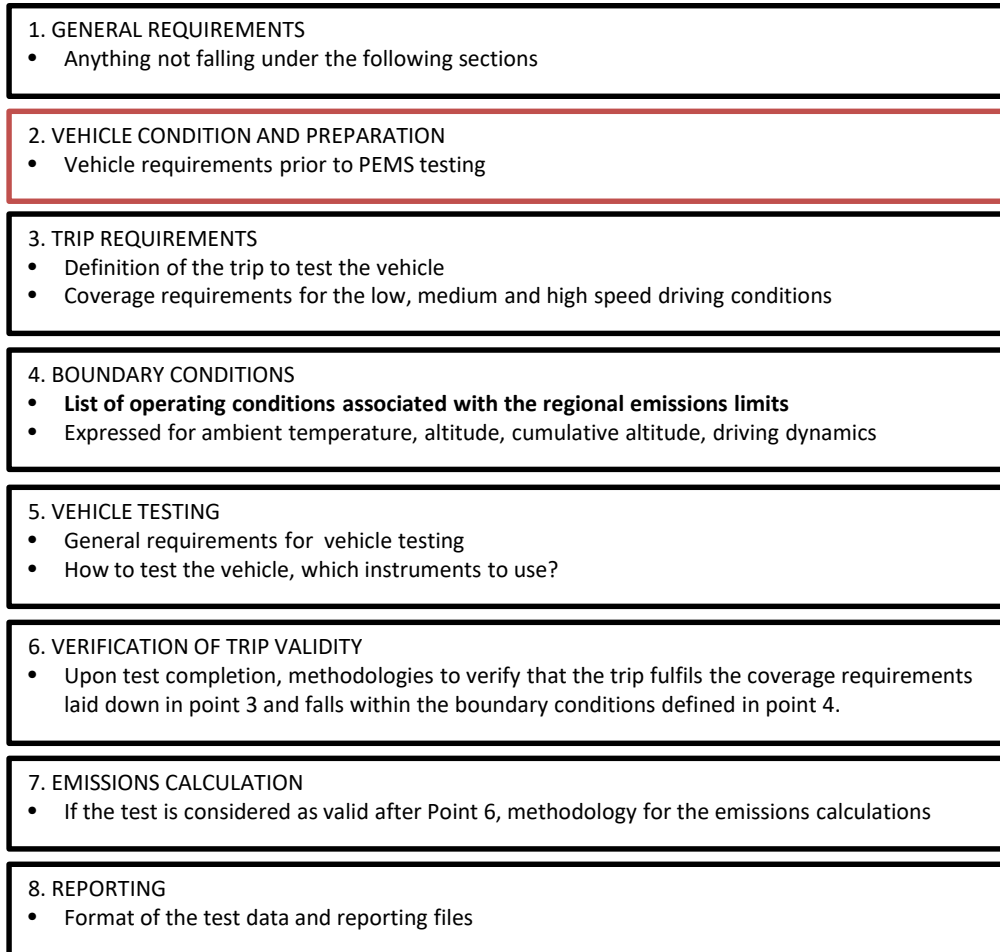 1. GENERAL REQUIREMENTS
• Anything not falling under the following sections
2. VEHICLE CONDITION AND PREPARATION
• Vehicle requirements prior to PEMS testing
3. TRIP REQUIREMENTS
• Definition of the trip to test the vehicle
• Coverage requirements for the low, medium and high speed driving conditions
4. BOUNDARY CONDITIONS
• List of operating conditions associated with the regional emissions limits
• Expressed for ambient temperature, altitude, cumulative altitude, driving dynamics
5. VEHICLE TESTING
• General requirements for vehicle testing
• How to test the vehicle, which instruments to use?
6. VERIFICATION OF TRIP VALIDITY
• Upon test completion, methodologies to verify that the trip fulfils the coverage requirements
laid down in point 3 and falls within the boundary conditions defined in point 4.
7. EMISSIONS CALCULATION
• If the test is considered as valid after Point 6, methodology for the emissions calculations
8. REPORTING
• Format of the test data and reporting files